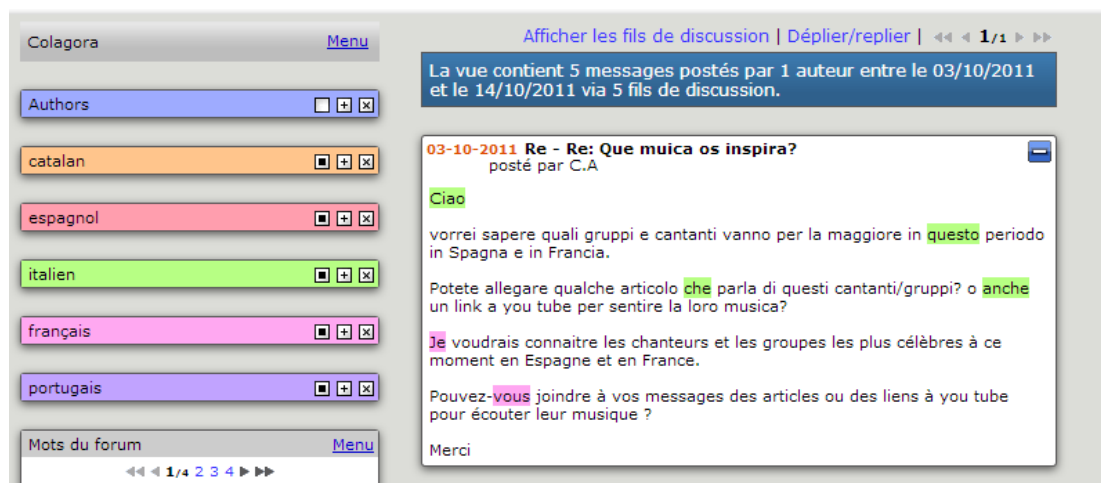 Colagora Menu
Authors
catalan
espagnol
italien
français
portugais
Mots du forum Menu
1/4 2 3 4
Afficher les fils de discussion | Déplier/replier | 1/1
La vue contient 5 messages postés par 1 auteur entre le 03/10/2011
et le 14/10/2011 via 5 fils de discussion.
03-10-2011 Re - Re: Que muica os inspira?
posté par C.A
Ciao
vorrei sapere quali gruppi e cantanti vanno per la maggiore in questo periodo
in Spagna e in Francia.
Potete allegare qualche articolo che parla di questi cantanti/gruppi? o anche
un link a you tube per sentire la loro musica?
Je voudrais connaitre les chanteurs et les groupes les plus célèbres à ce
moment en Espagne et en France.
Pouvez-vous joindre à vos messages des articles ou des liens à you tube
pour écouter leur musique ?
Merci